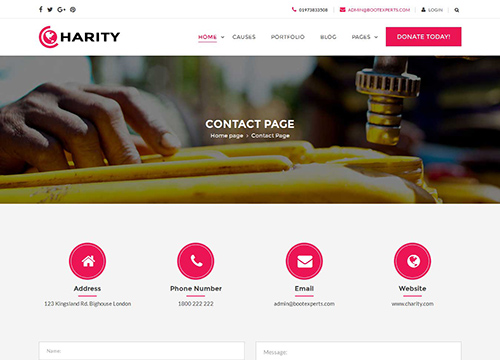 01973833508 ADMIN@BOOTEXPERTS.COM LOGIN
CHARITY
HOME CAUSES PORTFOLIO BLOG PAGES DONATE TODAY!
CONTACT PAGE
Home page › Contact Page
Address Phone Number Email Website
123 Kingsland Rd. Bighouse London 1800 222 222 admin@bootexperts.com www.charity.com
Name: Message: